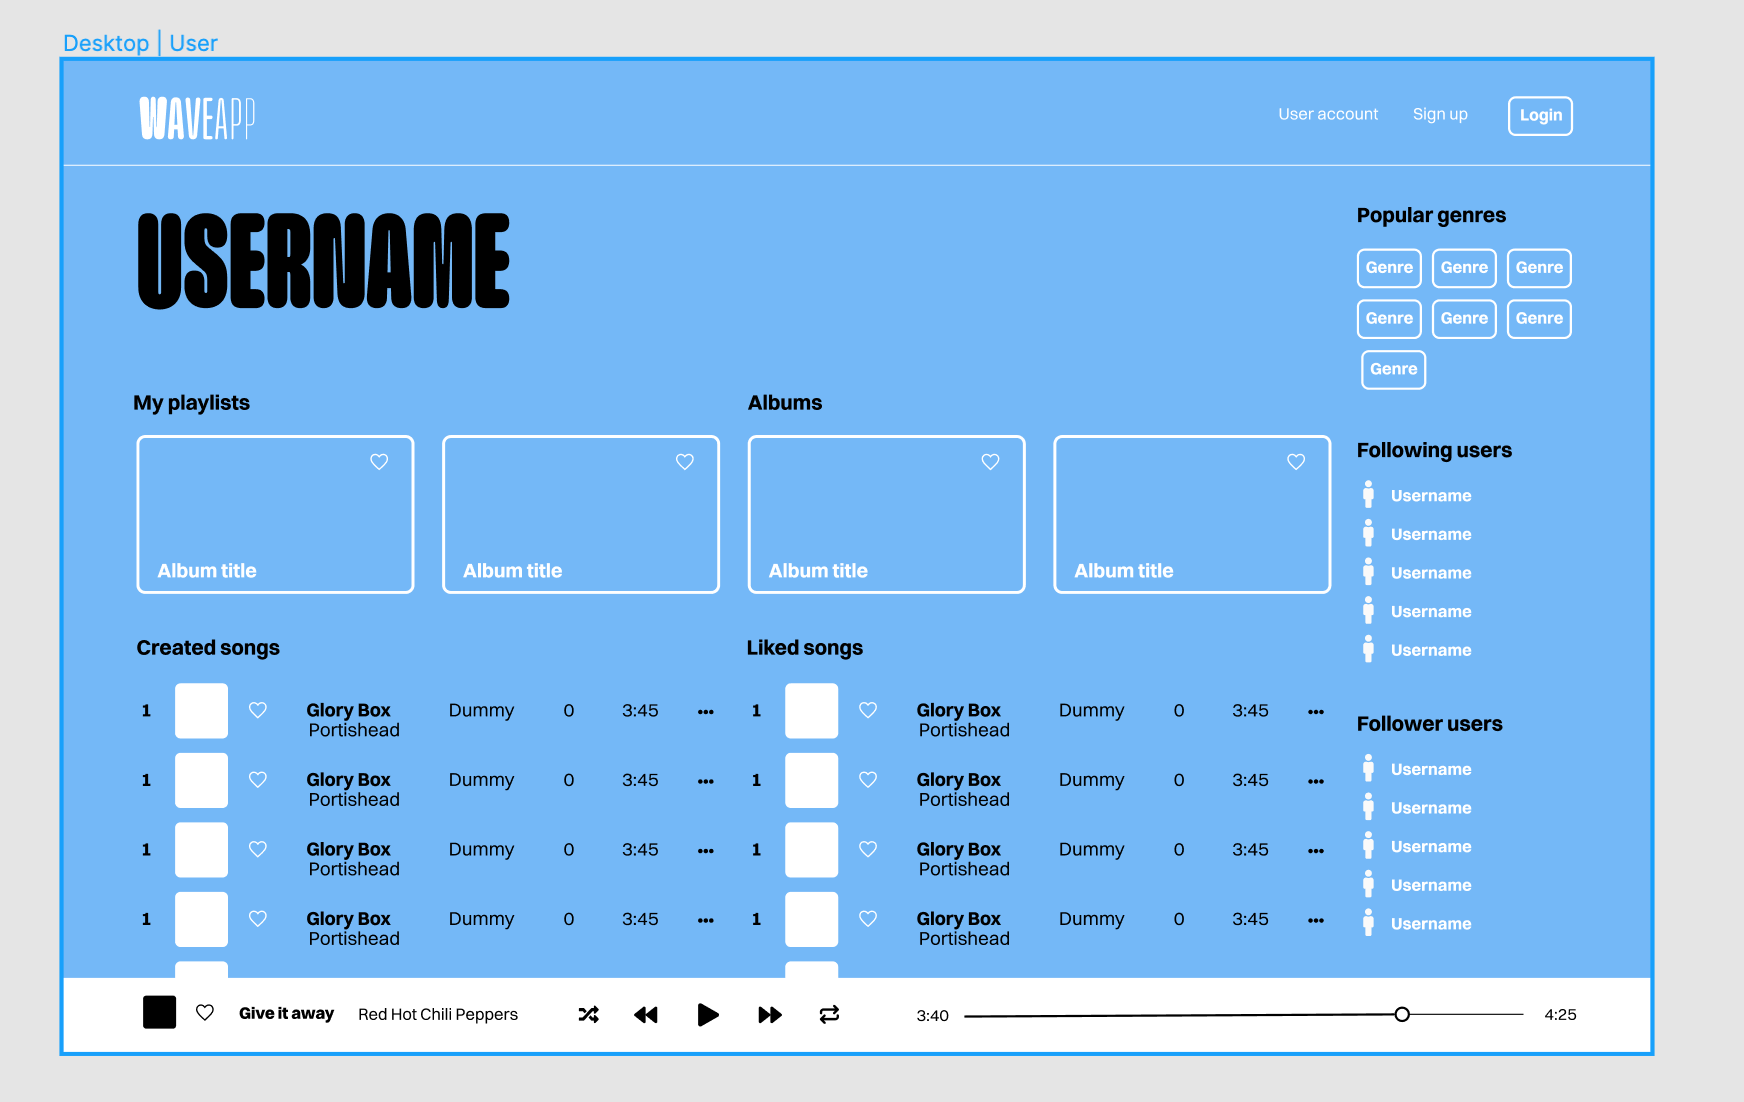 Desktop | User
WAVEAPP
User account Sign up Login
USERNAME
Popular genres
Genre Genre Genre
Genre Genre Genre
Genre
My playlists
Album title Album title
Albums
Album title Album title
Following users
Username
Username
Username
Username
Username
Created songs
1 Glory Box Dummy 0 3:45 •••
Portishead
1 Glory Box Dummy 0 3:45 •••
Portishead
1 Glory Box Dummy 0 3:45 •••
Portishead
1 Glory Box Dummy 0 3:45 •••
Portishead
Liked songs
1 Glory Box Dummy 0 3:45 •••
Portishead
1 Glory Box Dummy 0 3:45 •••
Portishead
1 Glory Box Dummy 0 3:45 •••
Portishead
1 Glory Box Dummy 0 3:45 •••
Portishead
Follower users
Username
Username
Username
Username
Username
Give it away Red Hot Chili Peppers 3:40 4:25